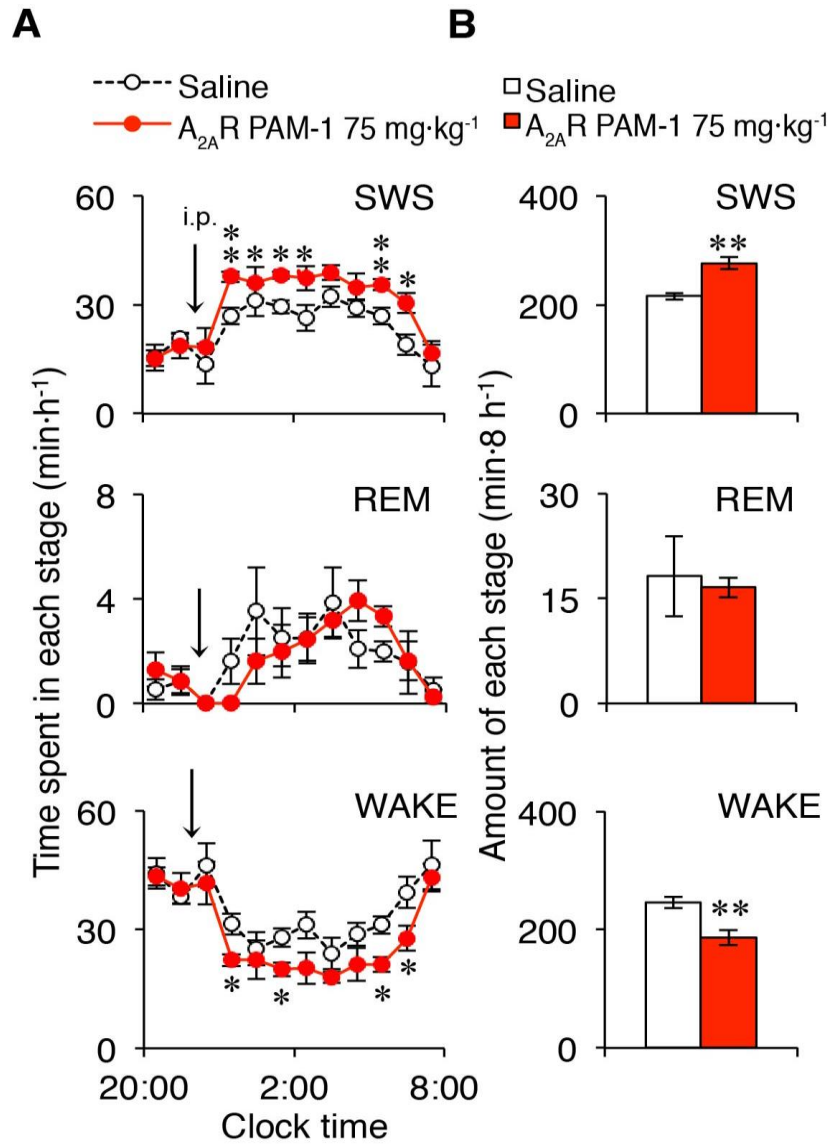 A
Saline
A₂ₐR PAM-1 75 mg·kg⁻¹
Time spent in each stage (min·h⁻¹)
SWS
60
30
0
i.p.
**
*
*
*
**
*
REM
8
4
0
WAKE
60
30
0
*
*
*
*
20:00 2:00 8:00
Clock time
B
Saline
A₂ₐR PAM-1 75 mg·kg⁻¹
Amount of each stage (min·8 h⁻¹)
SWS
400
200
0
**
REM
30
15
0
WAKE
400
200
0
**